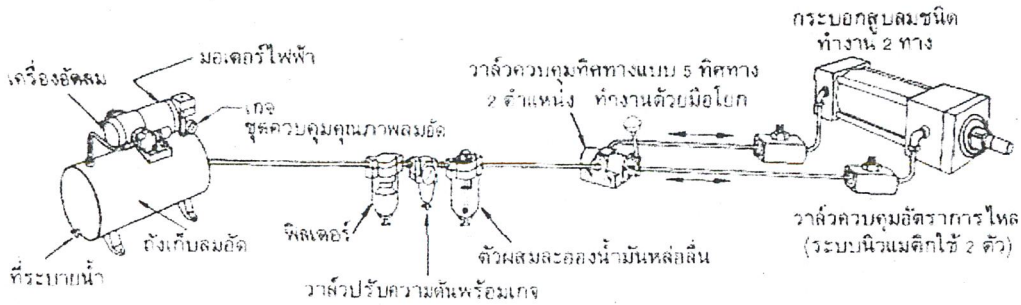 กระบอกสูบลมชนิด
ทำงาน 2 ทาง
มอเตอร์ไฟฟ้า
เครื่องอัดลม
วาล์วควบคุมทิศทางแบบ 5 ทิศทาง
2 ตำแหน่ง ทำงานด้วยมือโยก
เกจ
ชุดควบคุมคุณภาพลมอัด
ฟิลเตอร์
วาล์วควบคุมอัตราการไหล
(ระบบนิวแมติกใช้ 2 ตัว)
ถังเก็บลมอัด
ตัวผสมละอองน้ำมันหล่อลื่น
ที่ระบายน้ำ
วาล์วปรับความดันพร้อมเกจ